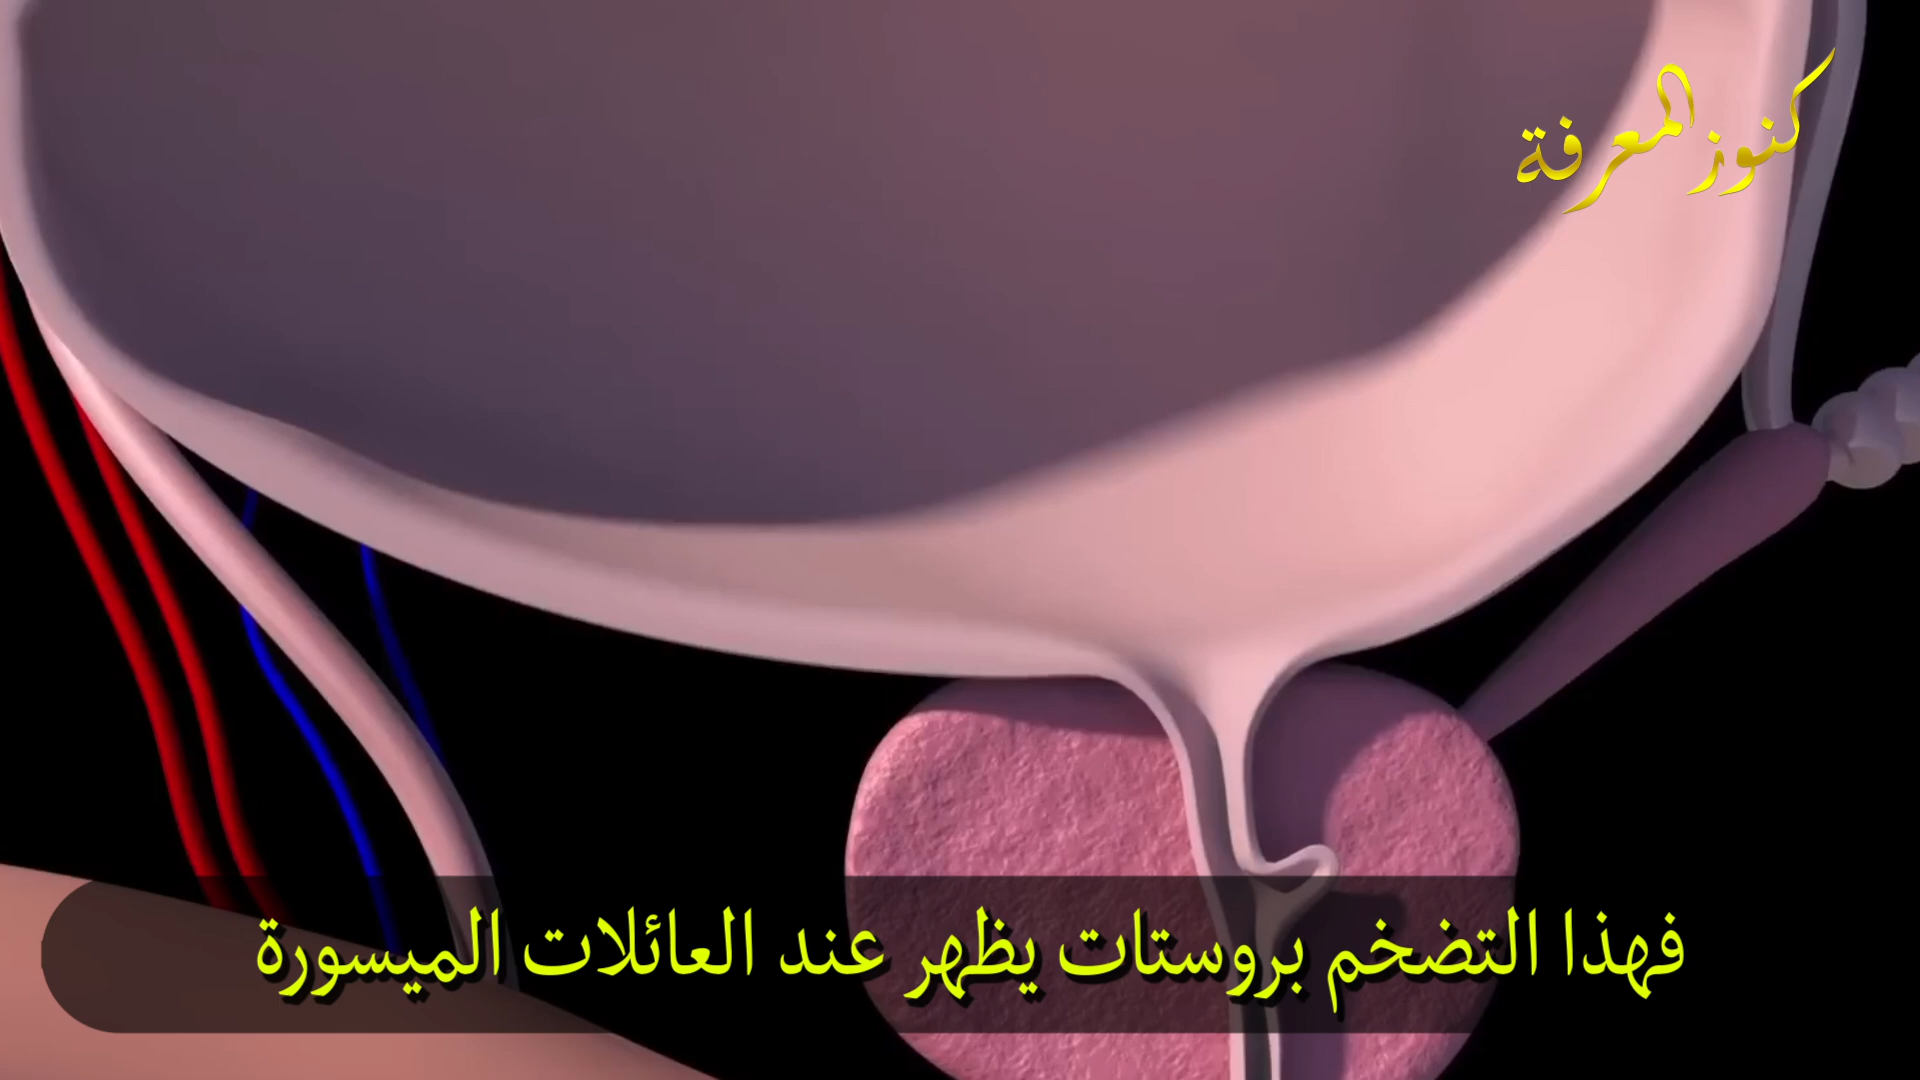 كنوز المعرفة
فهذا التضخم بروستات يظهر عند العائلات الميسورة